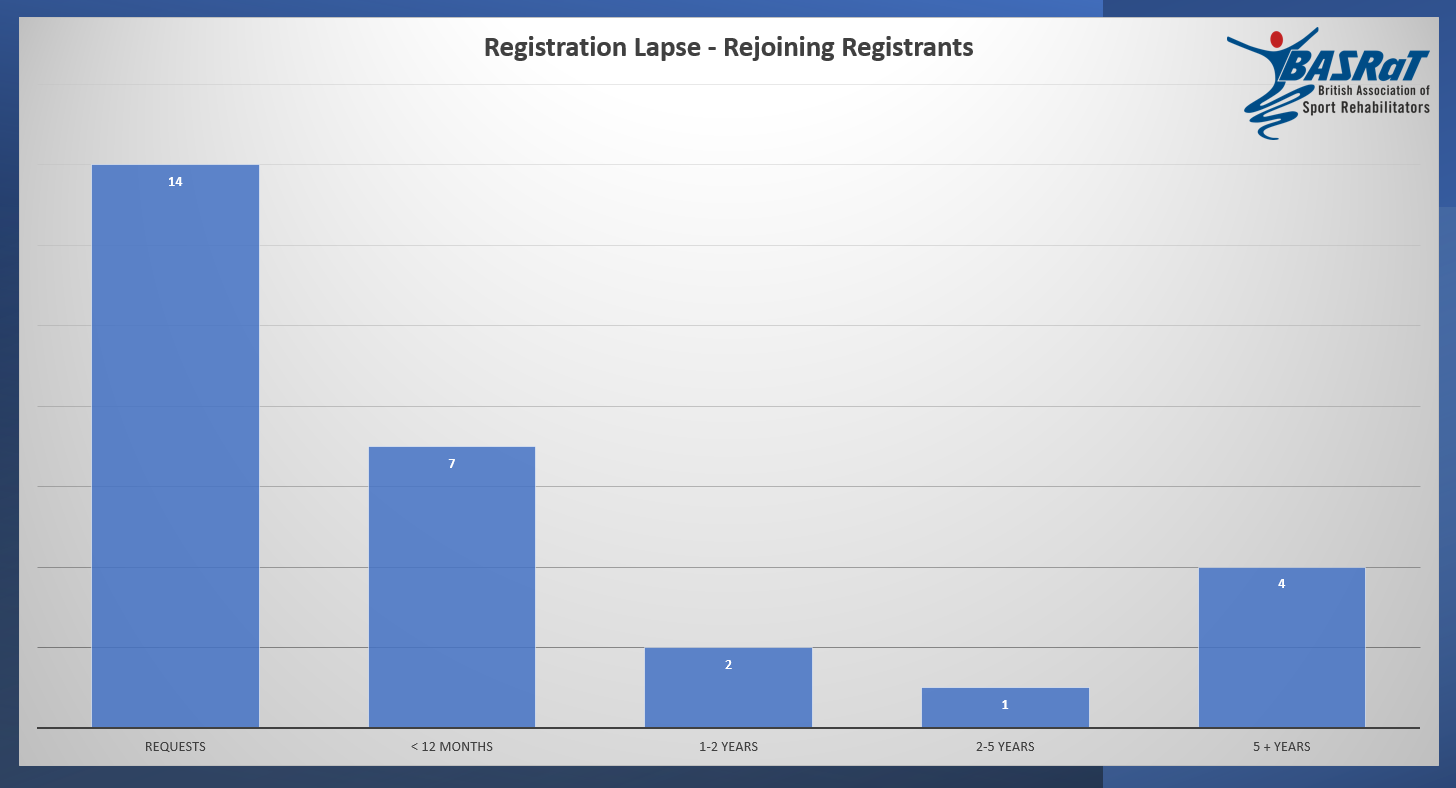 Registration Lapse - Rejoining Registrants
BASRaT
British Association of
Sport Rehabilitators
14
7
2
1
4
REQUESTS
< 12 MONTHS
1-2 YEARS
2-5 YEARS
5 + YEARS